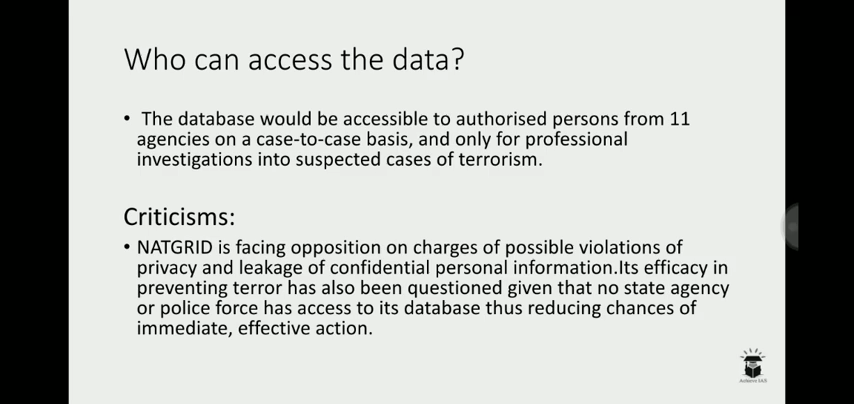 Who can access the data?
• The database would be accessible to authorised persons from 11
agencies on a case-to-case basis, and only for professional
investigations into suspected cases of terrorism.
Criticisms:
• NATGRID is facing opposition on charges of possible violations of
privacy and leakage of confidential personal information.Its efficacy in
preventing terror has also been questioned given that no state agency
or police force has access to its database thus reducing chances of
immediate, effective action.
Achieve IAS